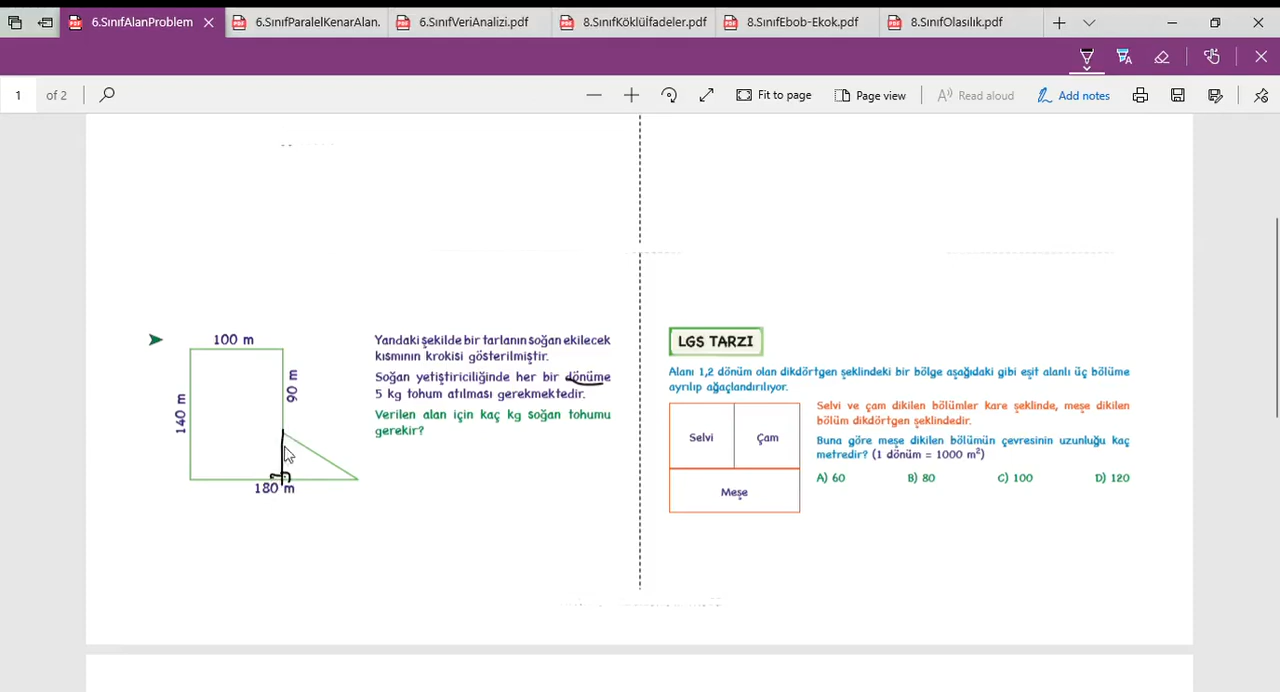 6.SınıfAlanProblem
6.SınıfParalelKenarAlan.
6.SınıfVeriAnalizi.pdf
8.SınıfKöklüİfadeler.pdf
8.SınıfEbob-Ekok.pdf
8.SınıfOlasılık.pdf
1 of 2
Fit to page
Page view
Read aloud
Add notes
100 m
90 m
140 m
180 m
Yandaki şekilde bir tarlanın soğan ekilecek
kısmının krokisi gösterilmiştir.
Soğan yetiştiriciliğinde her bir dönüme
5 kg tohum atılması gerekmektedir.
Verilen alan için kaç kg soğan tohumu
gerekir?
LGS TARZI
Alanı 1,2 dönüm olan dikdörtgen şeklindeki bir bölge aşağıdaki gibi eşit alanlı üç bölüme
ayrılıp ağaçlandırılıyor.
Selvi
Çam
Meşe
Selvi ve çam dikilen bölümler kare şeklinde, meşe dikilen
bölüm dikdörtgen şeklindedir.
Buna göre meşe dikilen bölümün çevresinin uzunluğu kaç
metredir? (1 dönüm = 1000 m²)
A) 60 B) 80 C) 100 D) 120